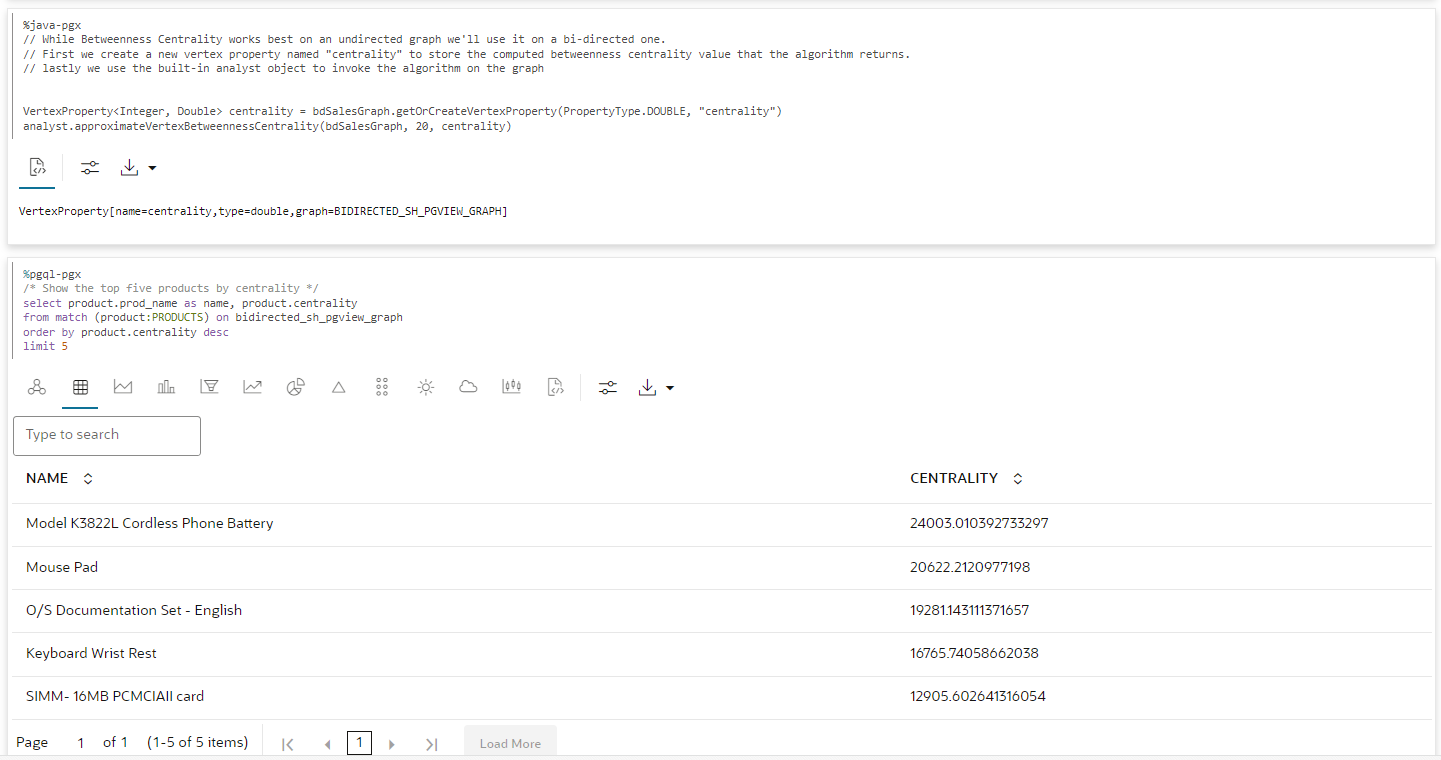 %java-pgx
// While Betweenness Centrality works best on an undirected graph we'll use it on a bi-directed one.
// First we create a new vertex property named "centrality" to store the computed betweenness centrality value that the algorithm returns.
// lastly we use the built-in analyst object to invoke the algorithm on the graph
VertexProperty<Integer, Double> centrality = bdSalesGraph.getOrCreateVertexProperty(PropertyType.DOUBLE, "centrality")
analyst.approximateVertexBetweennessCentrality(bdSalesGraph, 20, centrality)
VertexProperty[name=centrality,type=double,graph=BIDIRECTED_SH_PGVIEW_GRAPH]
%pgql-pgx
/* Show the top five products by centrality */
select product.prod_name as name, product.centrality
from match (product:PRODUCTS) on bidirected_sh_pgview_graph
order by product.centrality desc
limit 5
Type to search
NAME CENTRALITY
Model K3822L Cordless Phone Battery 24003.010392733297
Mouse Pad 20622.2120977198
O/S Documentation Set - English 19281.143111371657
Keyboard Wrist Rest 16765.74058662038
SIMM- 16MB PCMCIAII card 12905.602641316054
Page 1 of 1 (1-5 of 5 items) 1 Load More